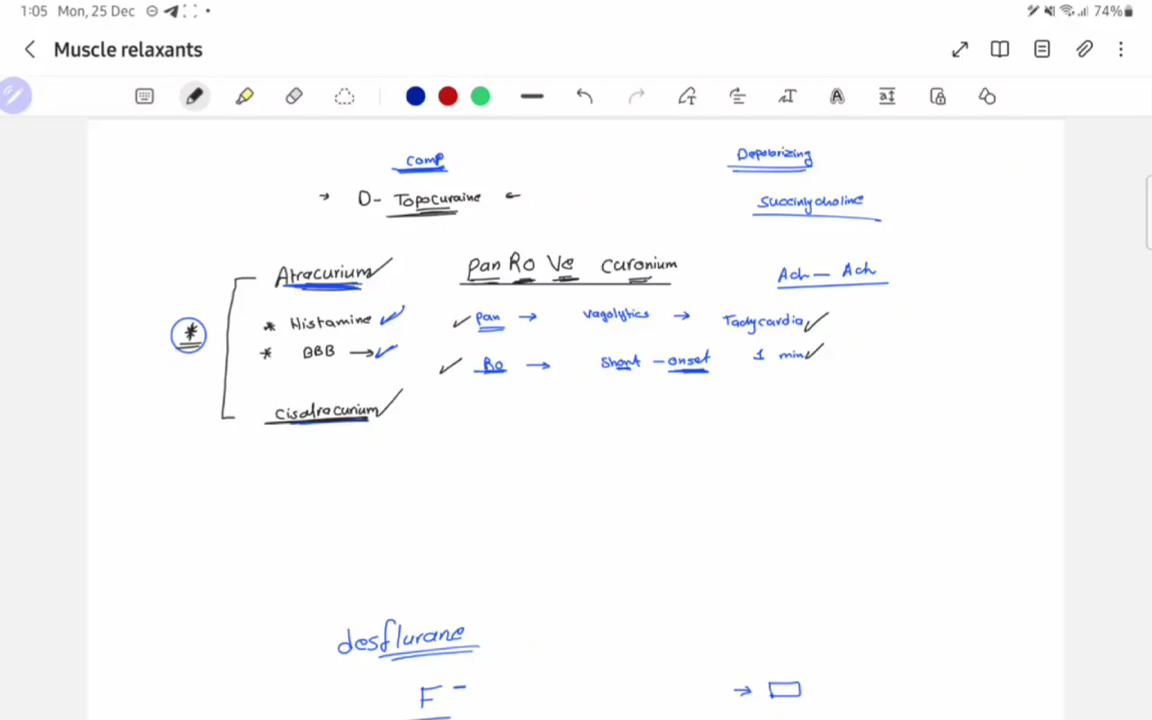 1:05 Mon, 25 Dec 74%
Muscle relaxants
Comp Depolarizing
→ D- Topocuraine ←
Succinylcholine
Atracurium Pan Ro Ve Curonium Ach — Ach
* Histamine Pan → Vagolytics → Tadycardia
*
* BBB → Ro → Short - onset 1 min
Cisatracurium
desflurane
F -